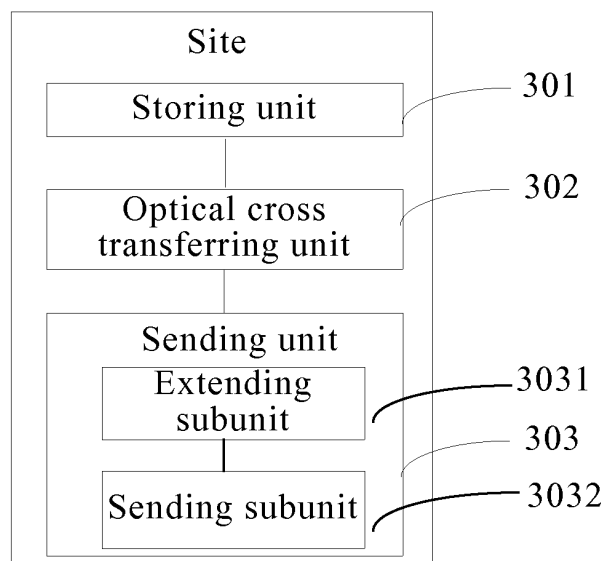 Site
Storing unit
301
Optical cross
transferring unit
302
Sending unit
Extending
subunit
3031
303
Sending subunit
3032